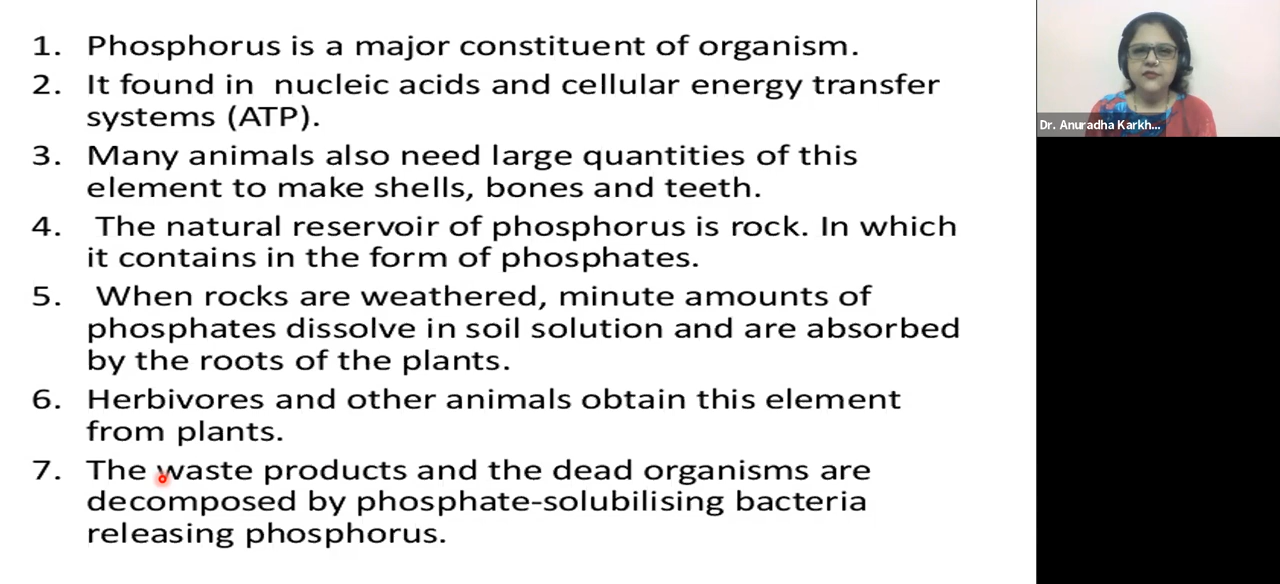 1. Phosphorus is a major constituent of organism.
2. It found in nucleic acids and cellular energy transfer
systems (ATP).
3. Many animals also need large quantities of this
element to make shells, bones and teeth.
4. The natural reservoir of phosphorus is rock. In which
it contains in the form of phosphates.
5. When rocks are weathered, minute amounts of
phosphates dissolve in soil solution and are absorbed
by the roots of the plants.
6. Herbivores and other animals obtain this element
from plants.
7. The waste products and the dead organisms are
decomposed by phosphate-solubilising bacteria
releasing phosphorus.
Dr. Anuradha Karkh...